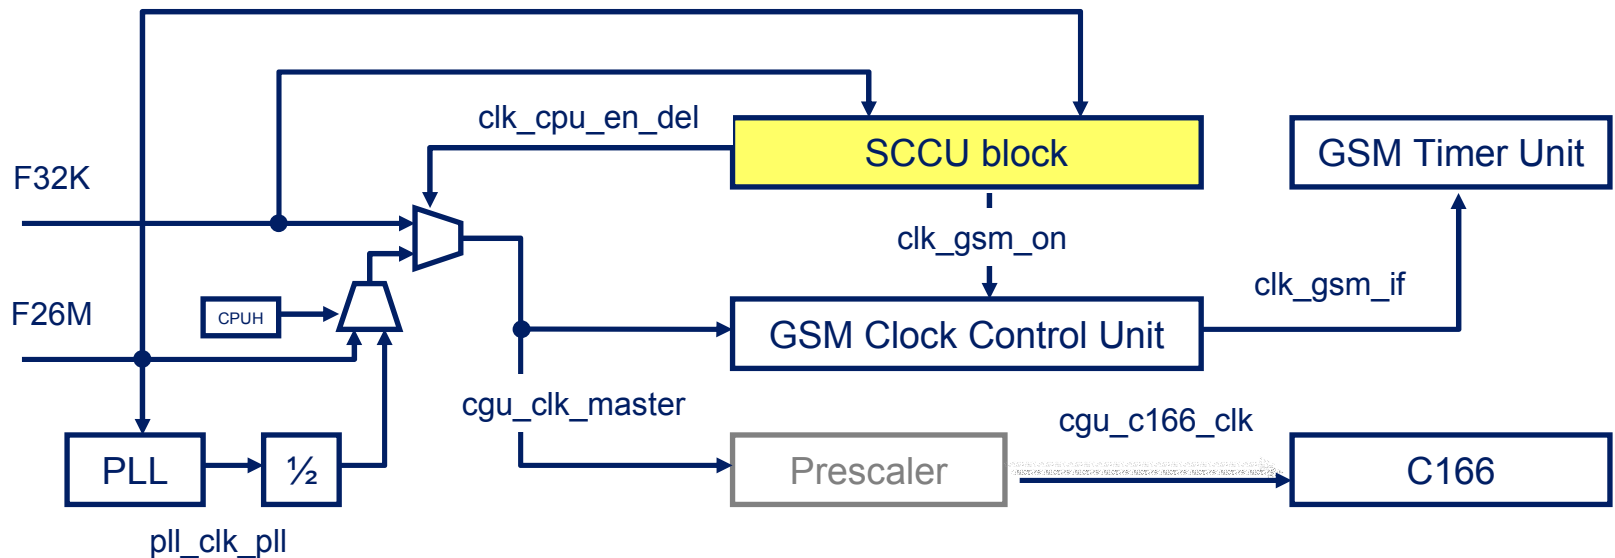 clk_cpu_en_del
SCCU block
GSM Timer Unit
F32K
clk_gsm_on
clk_gsm_if
F26M
CPUH
GSM Clock Control Unit
cgu_clk_master
cgu_c166_clk
PLL
½
Prescaler
C166
pll_clk_pll